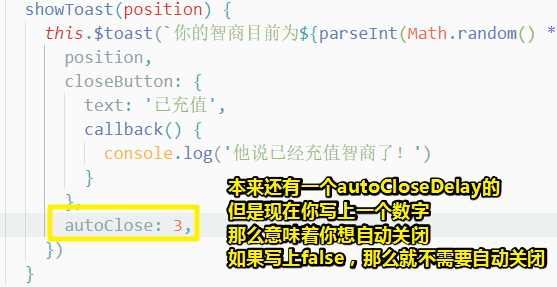 showToast(position) {
this.$toast(`你的智商目前为${parseInt(Math.random() *
position,
closeButton: {
text: '已充值',
callback() {
console.log('他说已经充值智商了！')
}
},
autoClose: 3,
})
}
本来还有一个autoCloseDelay的
但是现在你写上一个数字
那么意味着你想自动关闭
如果写上false，那么就不需要自动关闭